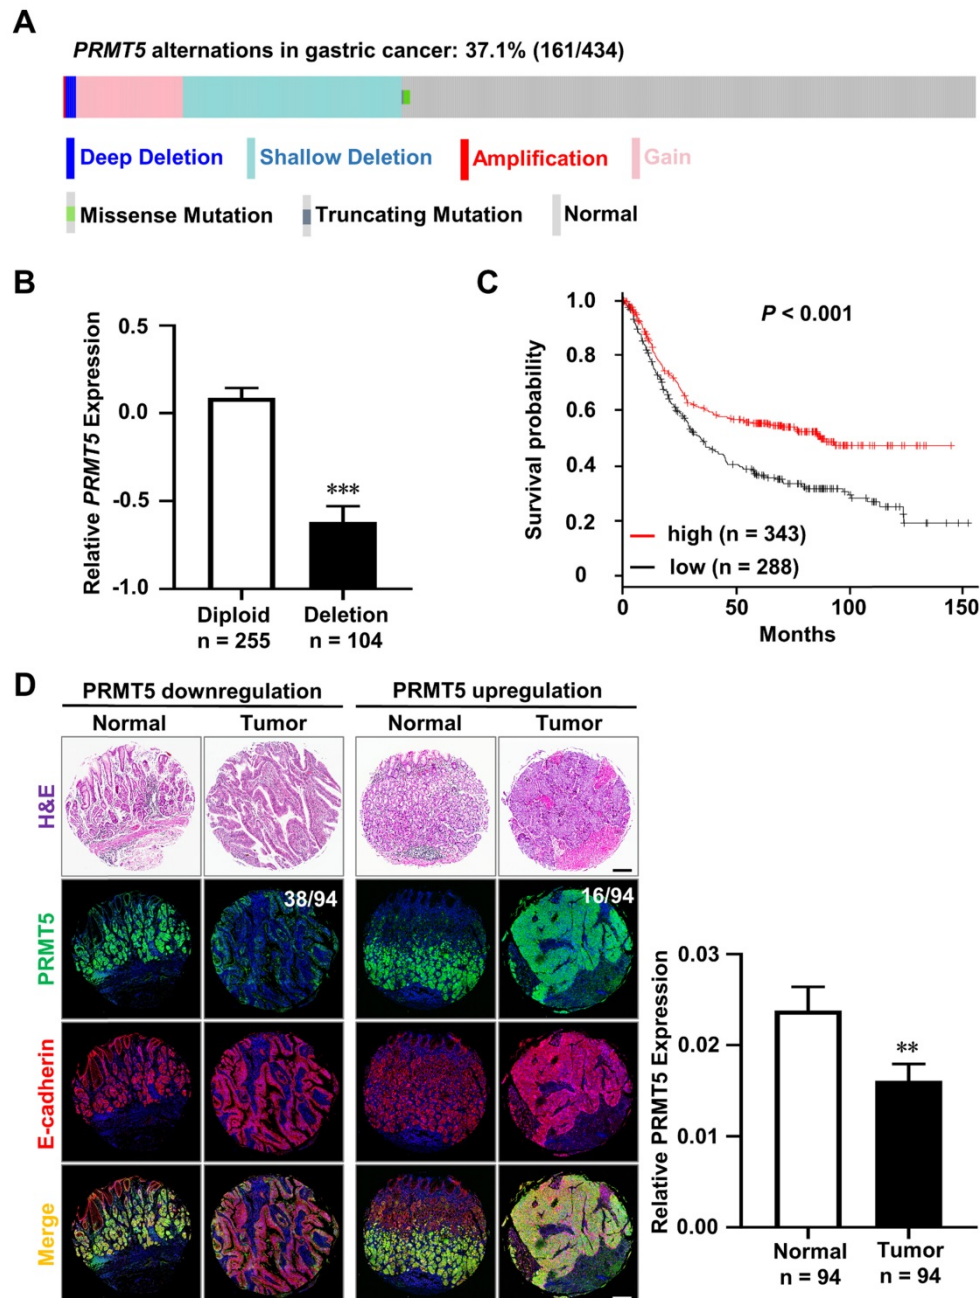 A
PRMT5 alternations in gastric cancer: 37.1% (161/434)
Deep Deletion
Shallow Deletion
Amplification
Gain
Missense Mutation
Truncating Mutation
Normal
B
Relative PRMT5 Expression
0.5
0.0
-0.5
-1.0
***
Diploid
n = 255
Deletion
n = 104
C
Survival probability
1.0
0.8
0.6
0.4
0.2
0
P < 0.001
high (n = 343)
low (n = 288)
0
50
100
150
Months
D
PRMT5 downregulation
PRMT5 upregulation
Normal
Tumor
Normal
Tumor
H&E
PRMT5
38/94
16/94
E-cadherin
Merge
Relative PRMT5 Expression
0.03
0.02
0.01
0.00
**
Normal
n = 94
Tumor
n = 94